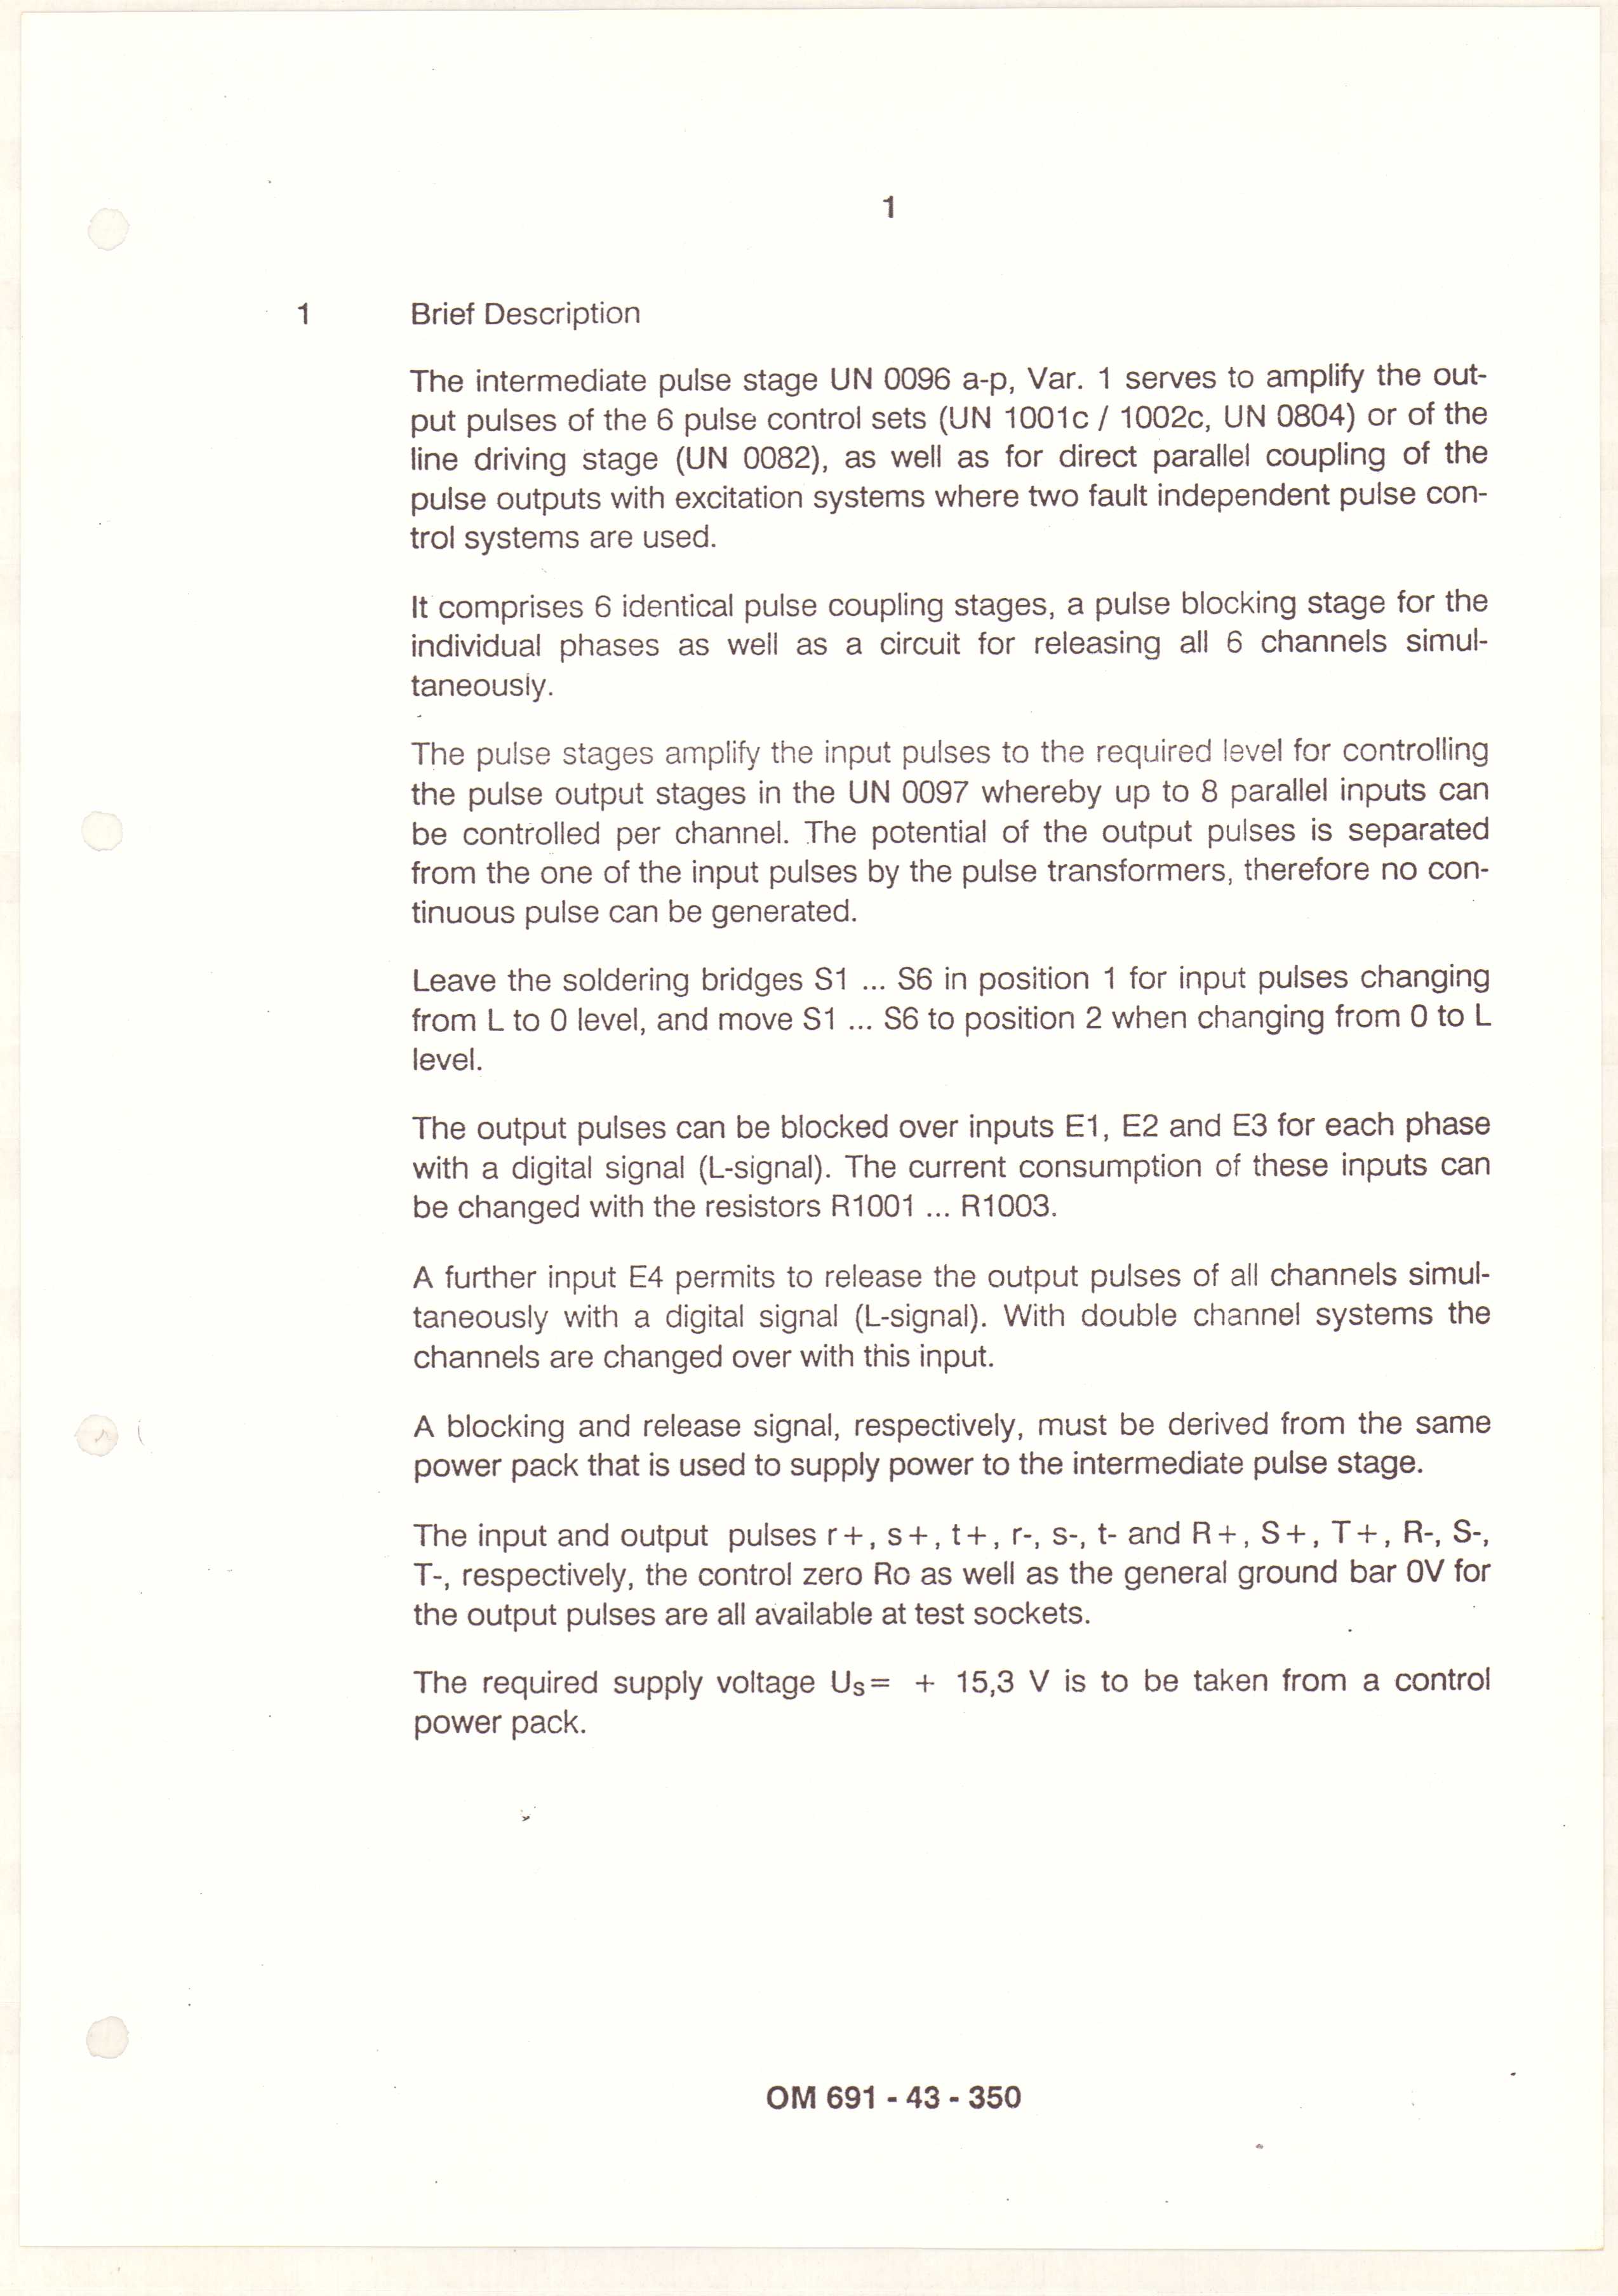 1
1 Brief Description
The intermediate pulse stage UN 0096 a-p, Var. 1 serves to amplify the out-
put pulses of the 6 pulse control sets (UN 1001c / 1002c, UN 0804) or of the
line driving stage (UN 0082), as well as for direct parallel coupling of the
pulse outputs with excitation systems where two fault independent pulse con-
trol systems are used.
It comprises 6 identical pulse coupling stages, a pulse blocking stage for the
individual phases as well as a circuit for releasing all 6 channels simul-
taneously.
The pulse stages amplify the input pulses to the required level for controlling
the pulse output stages in the UN 0097 whereby up to 8 parallel inputs can
be controlled per channel. The potential of the output pulses is separated
from the one of the input pulses by the pulse transformers, therefore no con-
tinuous pulse can be generated.
Leave the soldering bridges S1 ... S6 in position 1 for input pulses changing
from L to 0 level, and move S1 ... S6 to position 2 when changing from 0 to L
level.
The output pulses can be blocked over inputs E1, E2 and E3 for each phase
with a digital signal (L-signal). The current consumption of these inputs can
be changed with the resistors R1001 ... R1003.
A further input E4 permits to release the output pulses of all channels simul-
taneously with a digital signal (L-signal). With double channel systems the
channels are changed over with this input.
A blocking and release signal, respectively, must be derived from the same
power pack that is used to supply power to the intermediate pulse stage.
The input and output pulses r+, s+, t+, r-, s-, t- and R+, S+, T+, R-, S-,
T-, respectively, the control zero Ro as well as the general ground bar 0V for
the output pulses are all available at test sockets.
The required supply voltage Us= + 15,3 V is to be taken from a control
power pack.
OM 691 - 43 - 350